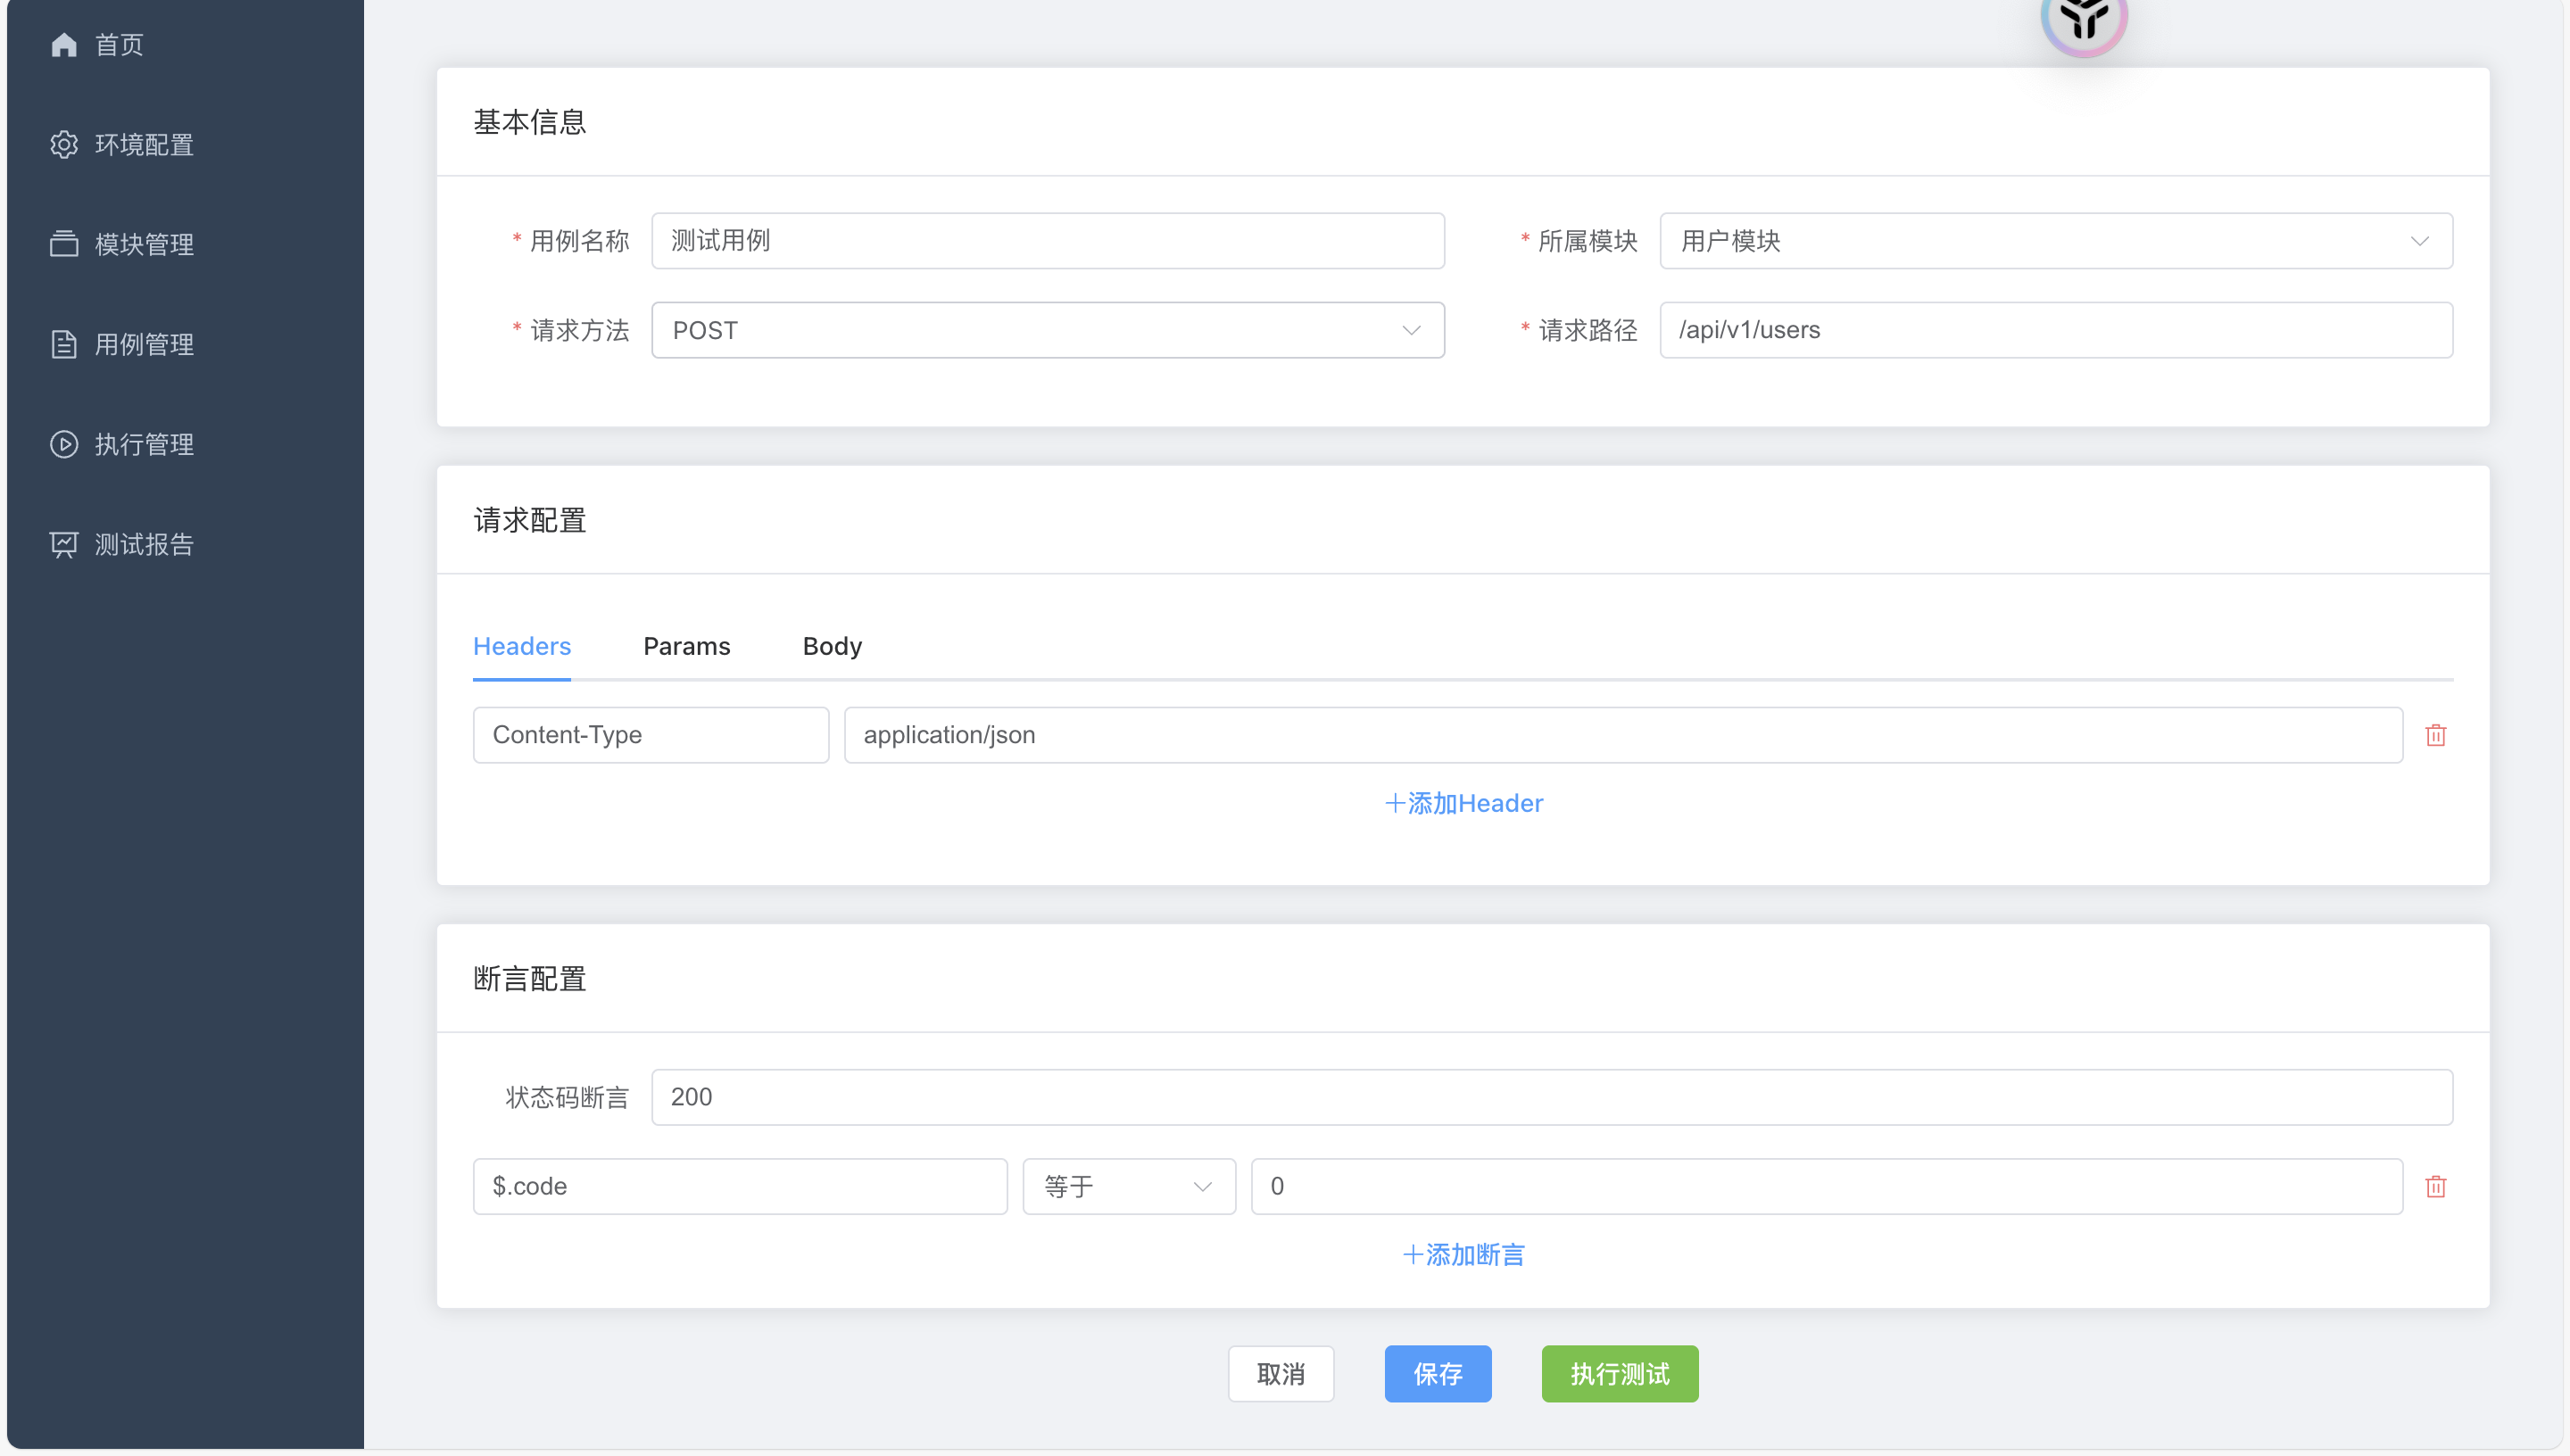 首页
环境配置
模块管理
用例管理
执行管理
测试报告
基本信息
* 用例名称 测试用例 * 所属模块 用户模块
* 请求方法 POST * 请求路径 /api/v1/users
请求配置
Headers Params Body
Content-Type application/json
+添加Header
断言配置
状态码断言 200
$.code 等于 0
+添加断言
取消 保存 执行测试